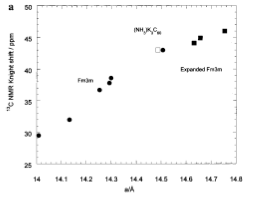 a
50
45
(NH3)K3C60
40
Expanded Fm3m
Fm3m
35
30
25
13C NMR Knight shift / ppm
14 14.1 14.2 14.3 14.4 14.5 14.6 14.7 14.8
a/Å